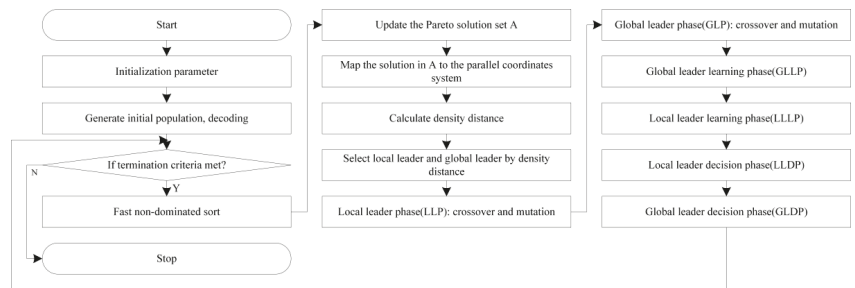 Start
Initialization parameter
Generate initial population, decoding
If termination criteria met?
N
Y
Fast non-dominated sort
Stop
Update the Pareto solution set A
Map the solution in A to the parallel coordinates
system
Calculate density distance
Select local leader and global leader by density
distance
Local leader phase(LLP): crossover and mutation
Global leader phase(GLP): crossover and mutation
Global leader learning phase(GLLP)
Local leader learning phase(LLLP)
Local leader decision phase(LLDP)
Global leader decision phase(GLDP)